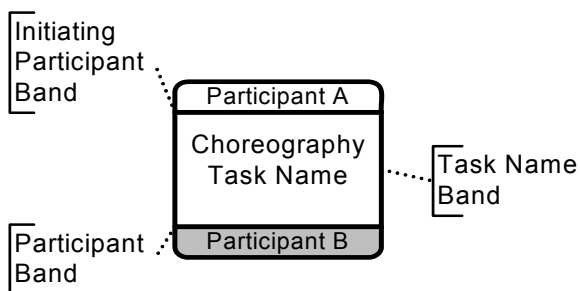 Initiating
Participant
Band
Participant A
Choreography
Task Name
Task Name
Band
Participant B
Participant
Band